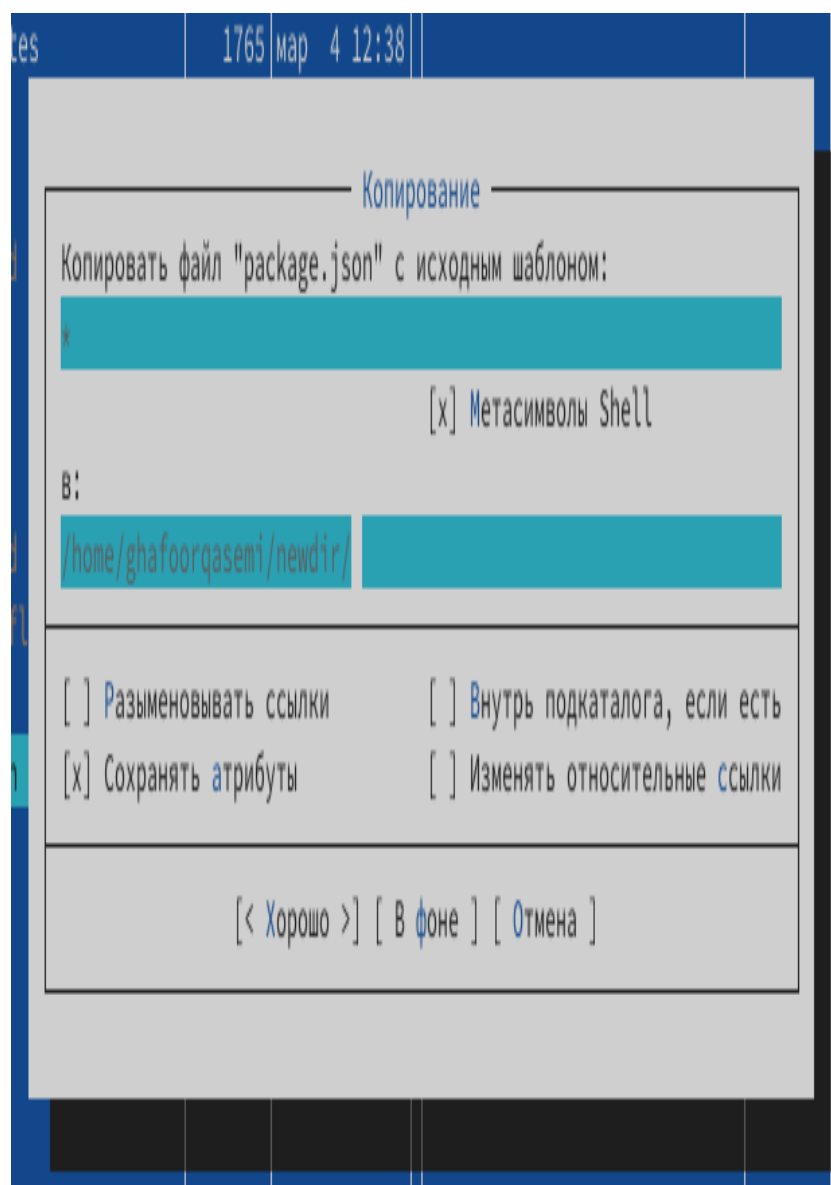 tes 1765 мар 4 12:38
Копирование
Копировать файл "package.json" с исходным шаблоном:
*
[x] Метасимволы Shell
в:
/home/ghafoorqasemi/newdir/
[ ] Разыменовывать ссылки [ ] Внутрь подкаталога, если есть
[x] Сохранять атрибуты [ ] Изменять относительные ссылки
[< Хорошо >] [ В фоне ] [ Отмена ]